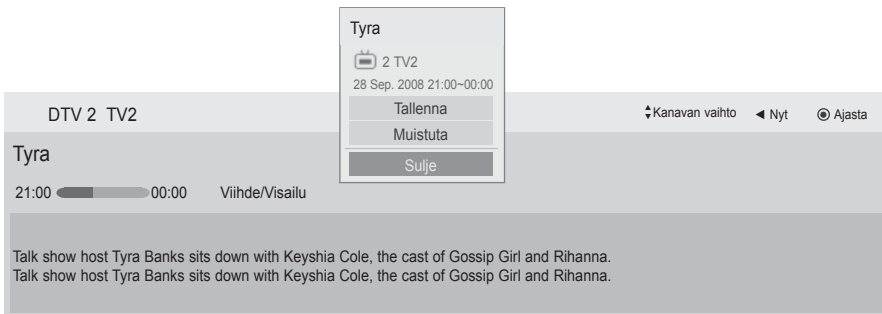 Tyra
2 TV2
28 Sep. 2008 21:00~00:00
Tallenna
Muistuta
Sulje
DTV 2 TV2
Kanavan vaihto ◄ Nyt ◉ Ajasta
Tyra
21:00 00:00 Viihde/Visailu
Talk show host Tyra Banks sits down with Keyshia Cole, the cast of Gossip Girl and Rihanna.
Talk show host Tyra Banks sits down with Keyshia Cole, the cast of Gossip Girl and Rihanna.